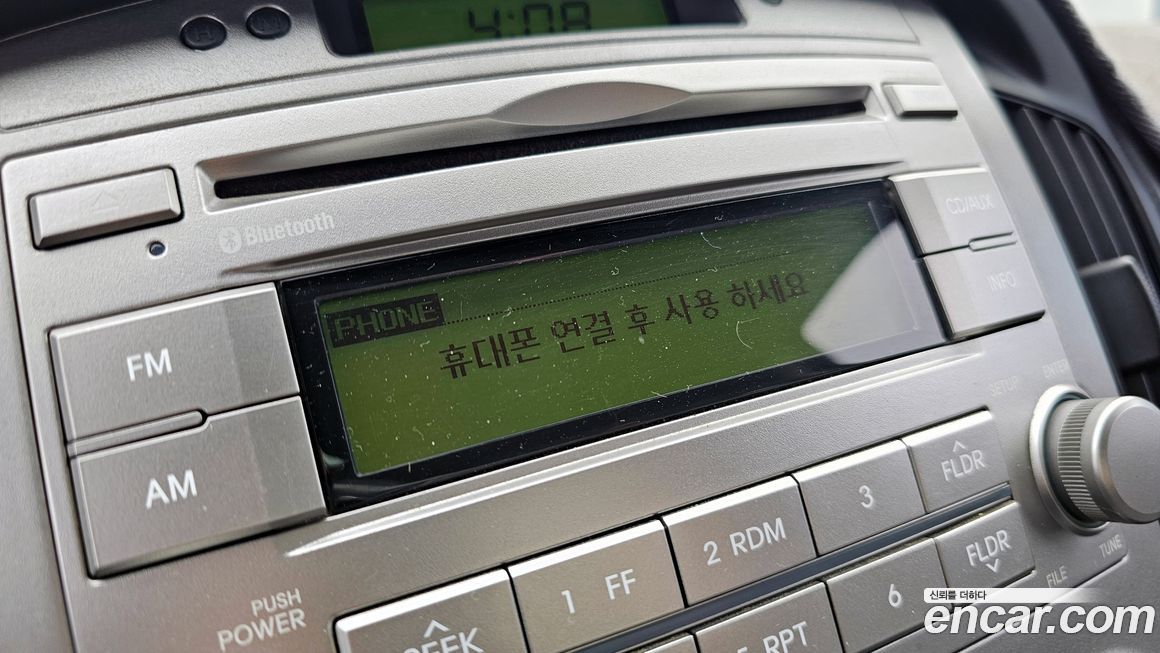 H
M
4:08
Bluetooth
CD/AUX
INFO
PHONE
휴대폰 연결 후 사용 하세요
FM
AM
SETUP
ENTER
FLDR
3
2 RDM
1 FF
SEEK
PUSH
POWER
FLDR
6
5 RPT
TUNE
FILE
신뢰를 더하다
encar.com